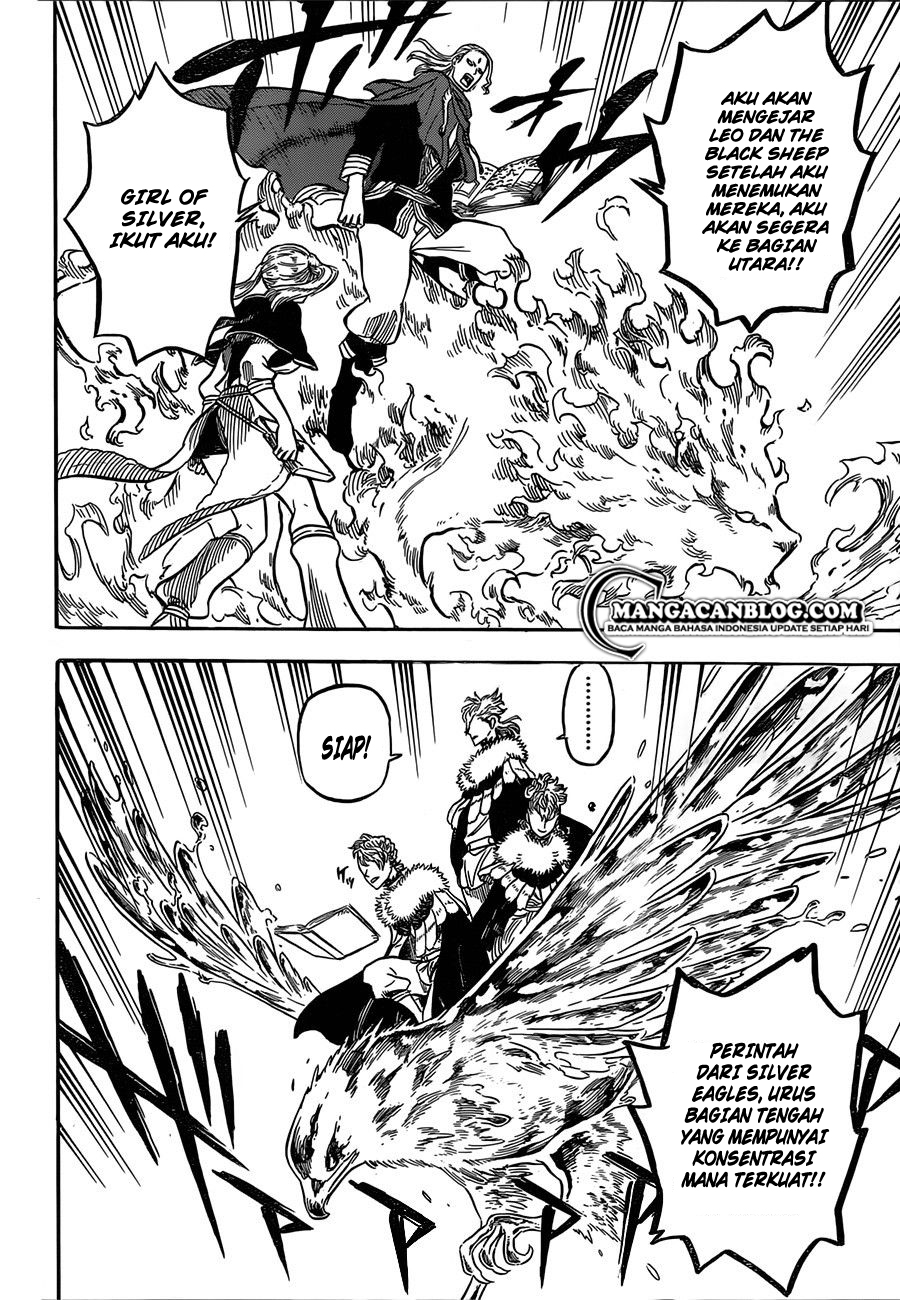 AKU AKAN
MENGEJAR
LEO DAN THE
BLACK SHEEP
SETELAH AKU
MENEMUKAN
MEREKA, AKU
AKAN SEGERA
KE BAGIAN
UTARA!!
GIRL OF
SILVER,
IKUT AKU!
MANGACANBLOG.COM
BACA MANGA BAHASA INDONESIA UPDATE SETIAP HARI
........
SIAP!
PERINTAH
DARI SILVER
EAGLES, URUS
BAGIAN TENGAH
YANG MEMPUNYAI
KONSENTRASI
MANA TERKUAT!!